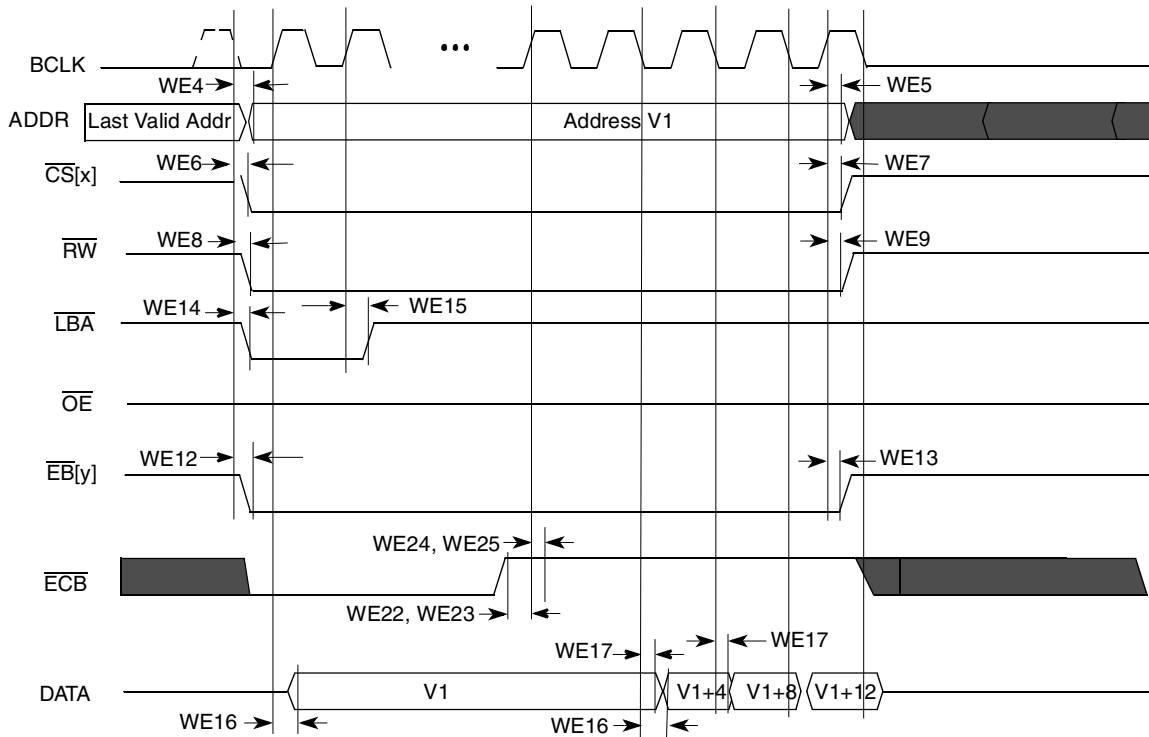 BCLK
•••
WE4
WE5
ADDR
Last Valid Addr
Address V1
WE6
WE7
CS[x]
WE8
WE9
RW
WE14
WE15
LBA
OE
WE12
WE13
EB[y]
WE24, WE25
ECB
WE22, WE23
WE17
WE17
DATA
V1
V1+4
V1+8
V1+12
WE16
WE16